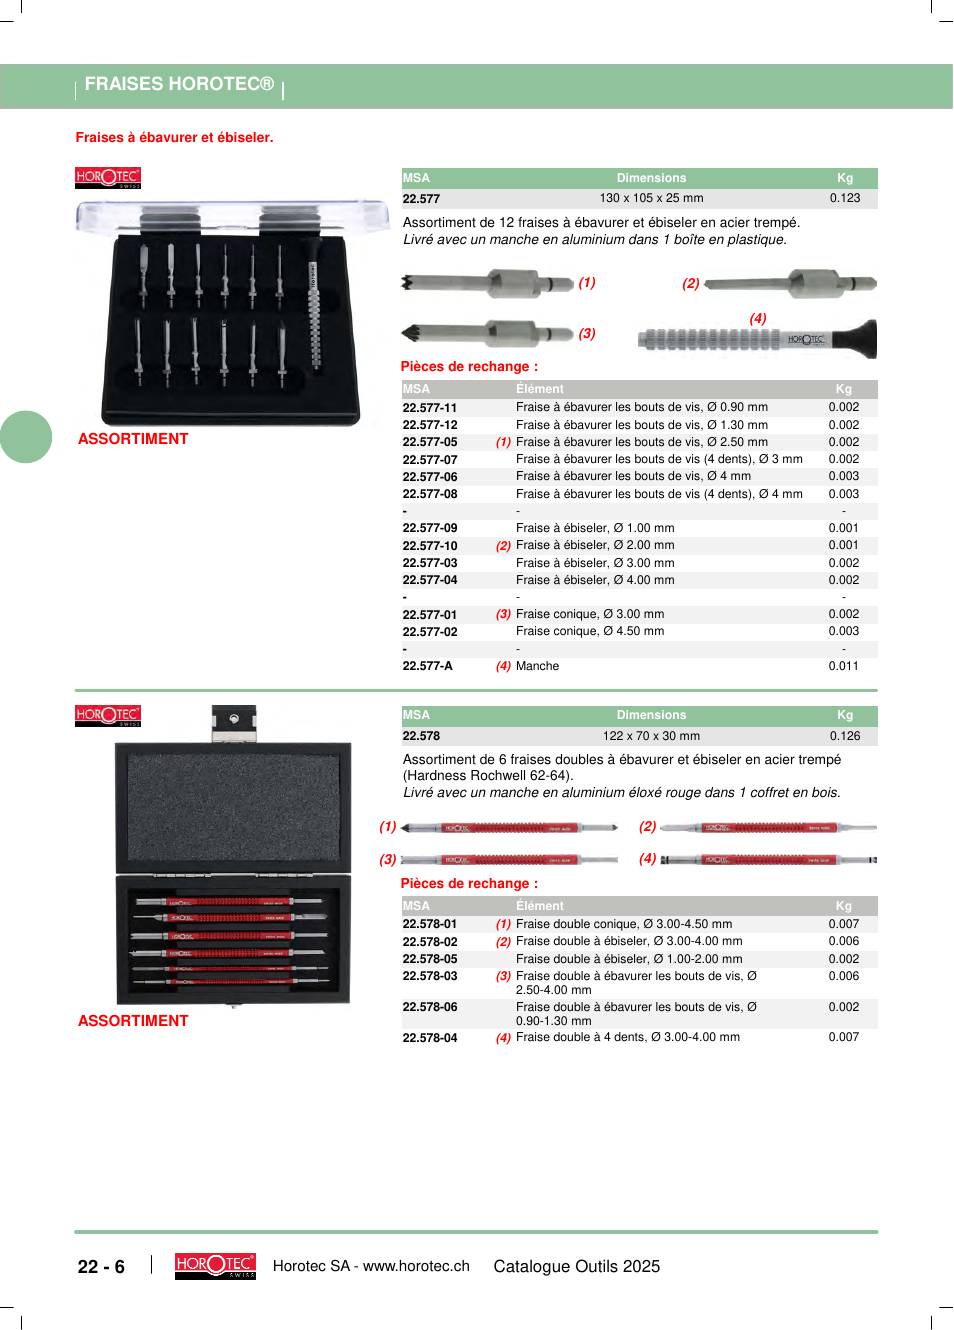 FRAISES HOROTEC®
Fraises à ébavurer et ébiseler.
HOROTEC®
SWISS
MSA Dimensions Kg
22.577 130 x 105 x 25 mm 0.123
Assortiment de 12 fraises à ébavurer et ébiseler en acier trempé.
Livré avec un manche en aluminium dans 1 boîte en plastique.
(1)
(2)
(3)
(4)
HOROTEC
Horotec
ASSORTIMENT
Pièces de rechange :
MSA Élément Kg
22.577-11 Fraise à ébavurer les bouts de vis, Ø 0.90 mm 0.002
22.577-12 Fraise à ébavurer les bouts de vis, Ø 1.30 mm 0.002
22.577-05 (1) Fraise à ébavurer les bouts de vis, Ø 2.50 mm 0.002
22.577-07 Fraise à ébavurer les bouts de vis (4 dents), Ø 3 mm 0.002
22.577-06 Fraise à ébavurer les bouts de vis, Ø 4 mm 0.003
22.577-08 Fraise à ébavurer les bouts de vis (4 dents), Ø 4 mm 0.003
- - -
22.577-09 Fraise à ébiseler, Ø 1.00 mm 0.001
22.577-10 (2) Fraise à ébiseler, Ø 2.00 mm 0.001
22.577-03 Fraise à ébiseler, Ø 3.00 mm 0.002
22.577-04 Fraise à ébiseler, Ø 4.00 mm 0.002
- - -
22.577-01 (3) Fraise conique, Ø 3.00 mm 0.002
22.577-02 Fraise conique, Ø 4.50 mm 0.003
- - -
22.577-A (4) Manche 0.011
HOROTEC®
SWISS
MSA Dimensions Kg
22.578 122 x 70 x 30 mm 0.126
Assortiment de 6 fraises doubles à ébavurer et ébiseler en acier trempé
(Hardness Rochwell 62-64).
Livré avec un manche en aluminium éloxé rouge dans 1 coffret en bois.
(1)
(2)
(3)
(4)
ASSORTIMENT
Pièces de rechange :
MSA Élément Kg
22.578-01 (1) Fraise double conique, Ø 3.00-4.50 mm 0.007
22.578-02 (2) Fraise double à ébiseler, Ø 3.00-4.00 mm 0.006
22.578-05 Fraise double à ébiseler, Ø 1.00-2.00 mm 0.002
22.578-03 (3) Fraise double à ébavurer les bouts de vis, Ø 0.006
2.50-4.00 mm
22.578-06 Fraise double à ébavurer les bouts de vis, Ø 0.002
0.90-1.30 mm
22.578-04 (4) Fraise double à 4 dents, Ø 3.00-4.00 mm 0.007
22 - 6 HOROTEC® SWISS Horotec SA - www.horotec.ch Catalogue Outils 2025